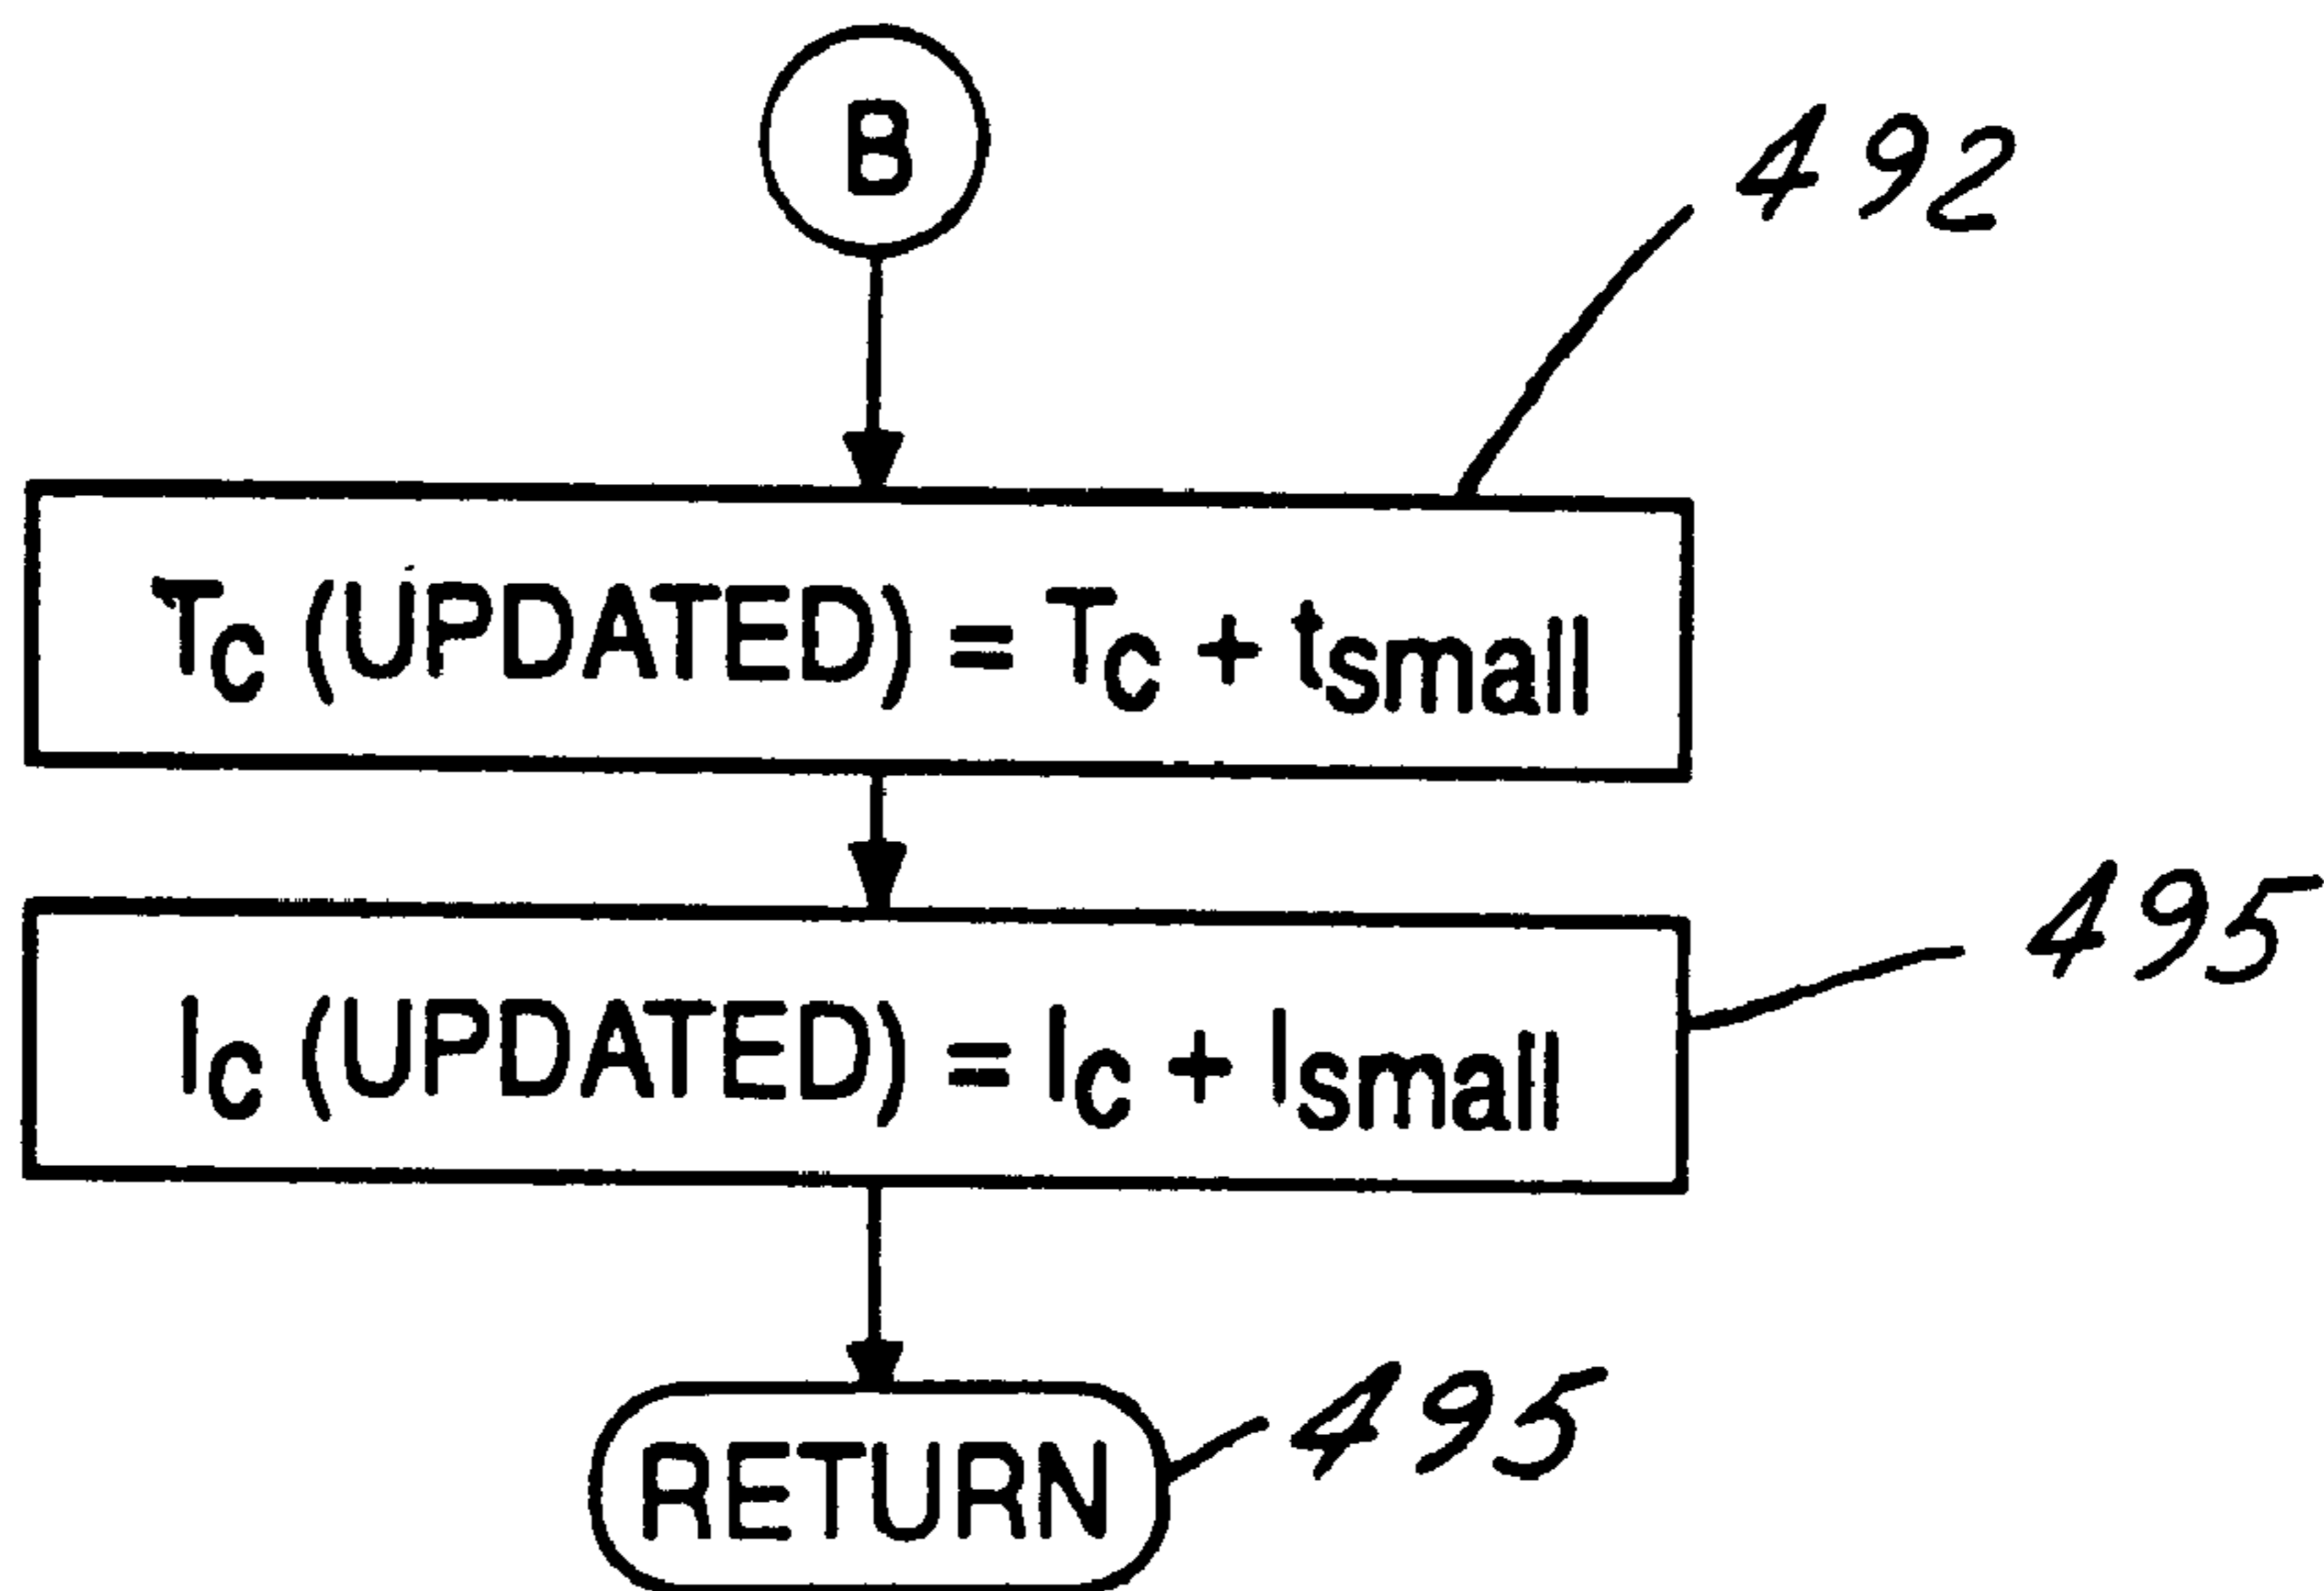 B
492
Tc (UPDATED) = Tc + tsmall
495
Ic (UPDATED) = Ic + Ismall
RETURN
495